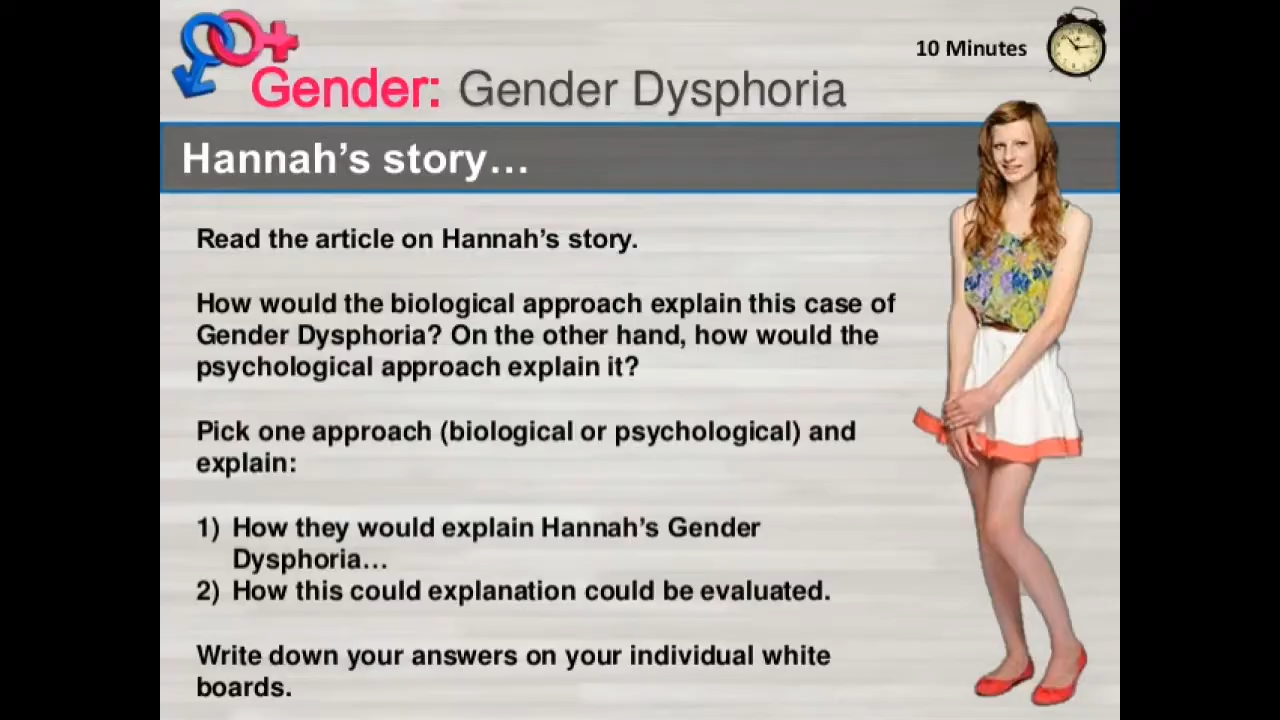 10 Minutes
Gender: Gender Dysphoria
Hannah's story…
Read the article on Hannah's story.
How would the biological approach explain this case of
Gender Dysphoria? On the other hand, how would the
psychological approach explain it?
Pick one approach (biological or psychological) and
explain:
1) How they would explain Hannah's Gender
Dysphoria…
2) How this could explanation could be evaluated.
Write down your answers on your individual white
boards.